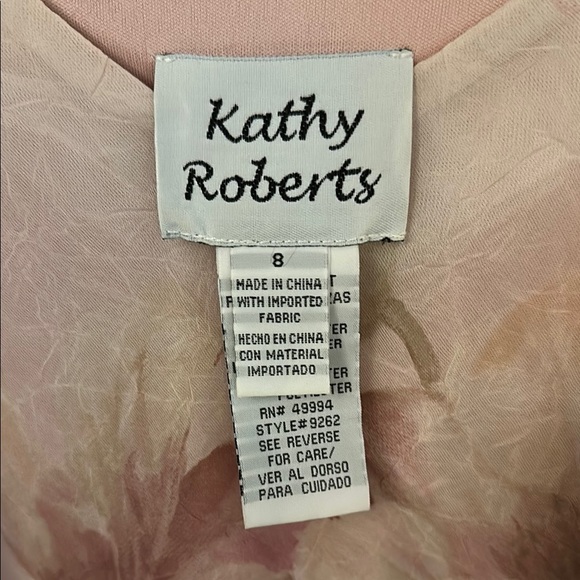 Kathy
Roberts
8
MADE IN CHINA
WITH IMPORTED
FABRIC
HECHO EN CHINA
CON MATERIAL
IMPORTADO
RN# 49994
STYLE#9262
SEE REVERSE
FOR CARE/
VER AL DORSO
PARA CUIDADO